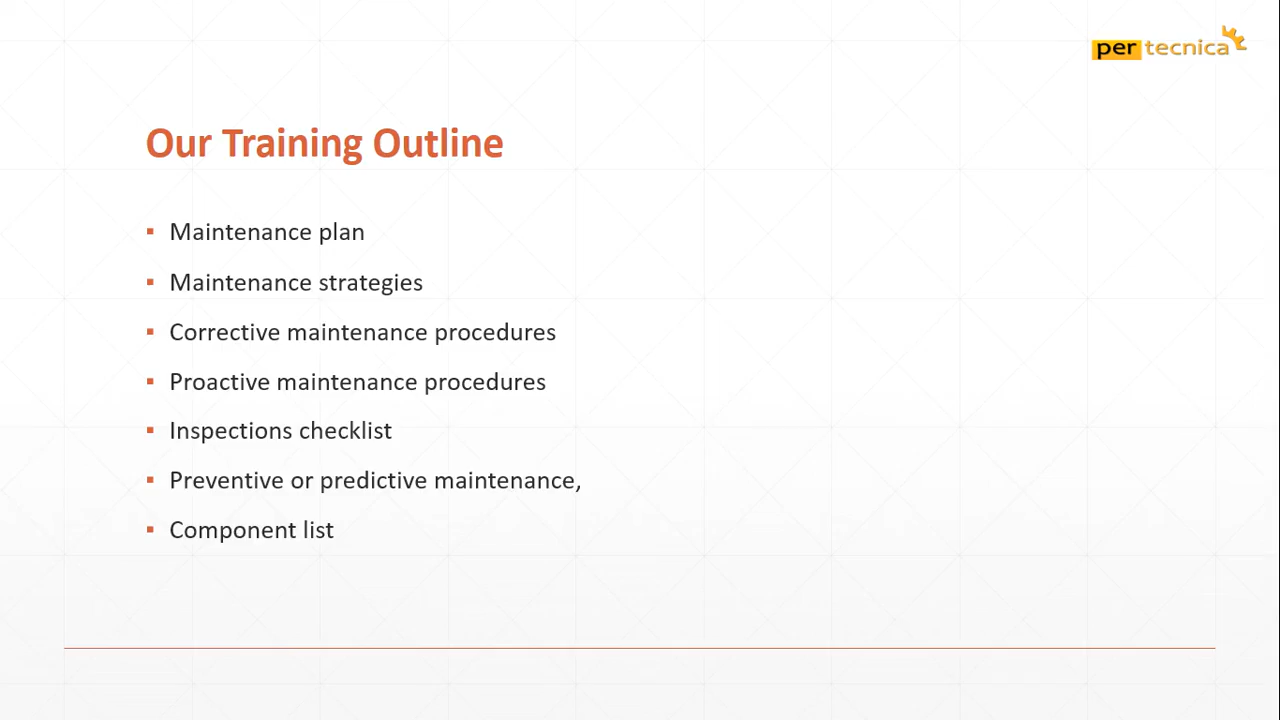 per tecnica
Our Training Outline
▪ Maintenance plan
▪ Maintenance strategies
▪ Corrective maintenance procedures
▪ Proactive maintenance procedures
▪ Inspections checklist
▪ Preventive or predictive maintenance,
▪ Component list